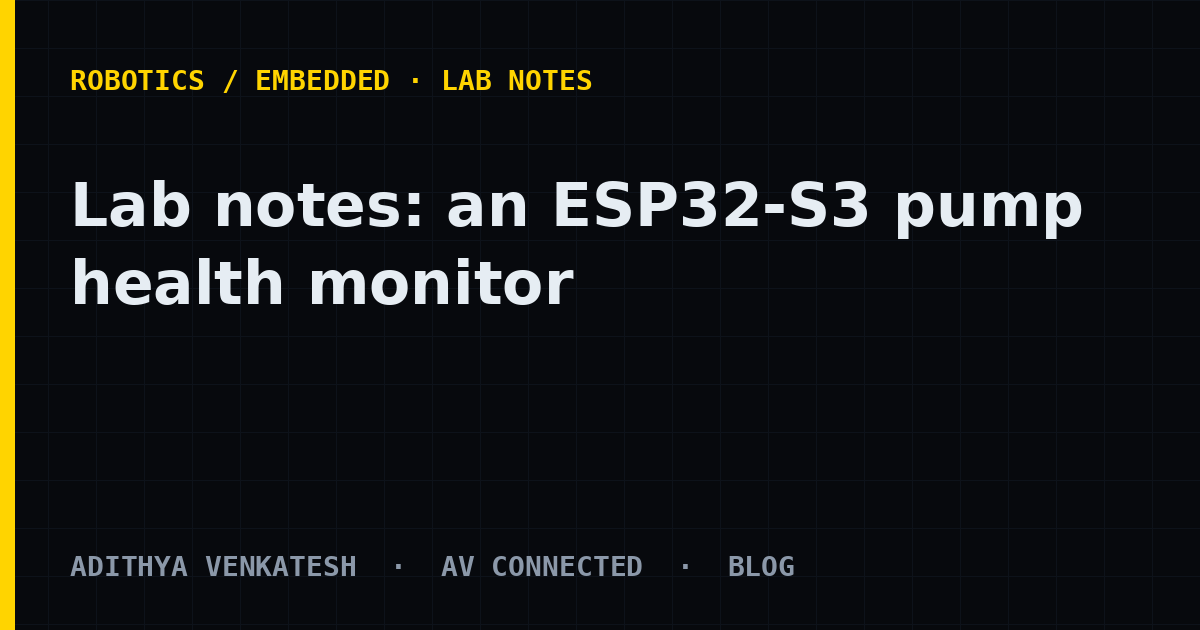 ROBOTICS / EMBEDDED · LAB NOTES
Lab notes: an ESP32-S3 pump
health monitor
ADITHYA VENKATESH · AV CONNECTED · BLOG